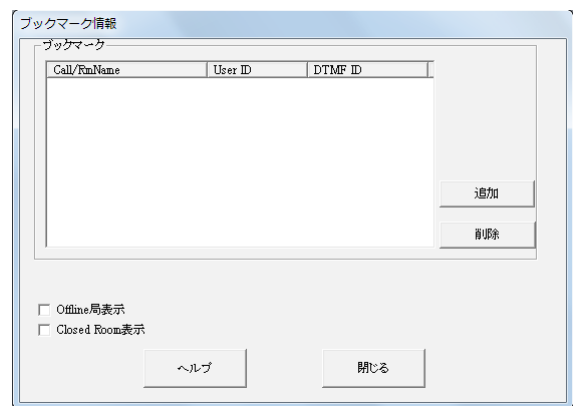 ブックマーク情報
ブックマーク
Call/RmName User ID DTMF ID
追加
削除
Offline局表示
Closed Room表示
ヘルプ 閉じる